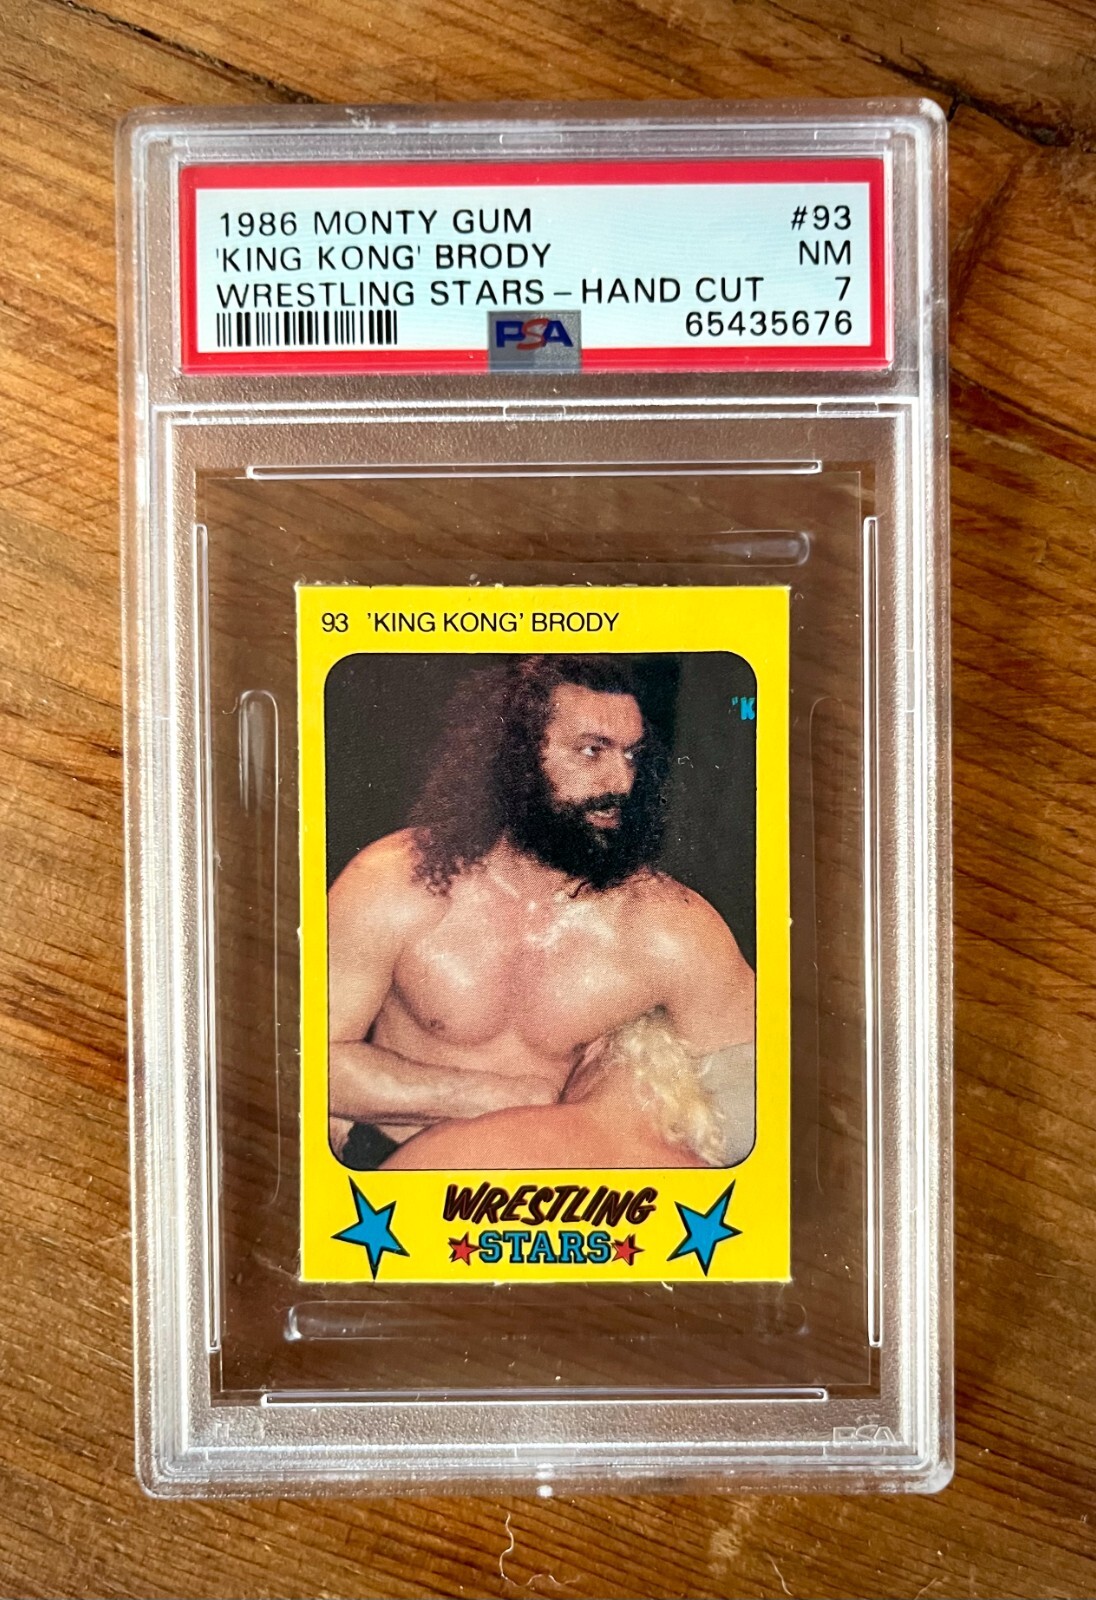 1986 MONTY GUM #93
'KING KONG' BRODY NM
WRESTLING STARS – HAND CUT 7
PSA 65435676
93 'KING KONG' BRODY
"K
WRESTLING
STARS
PSA